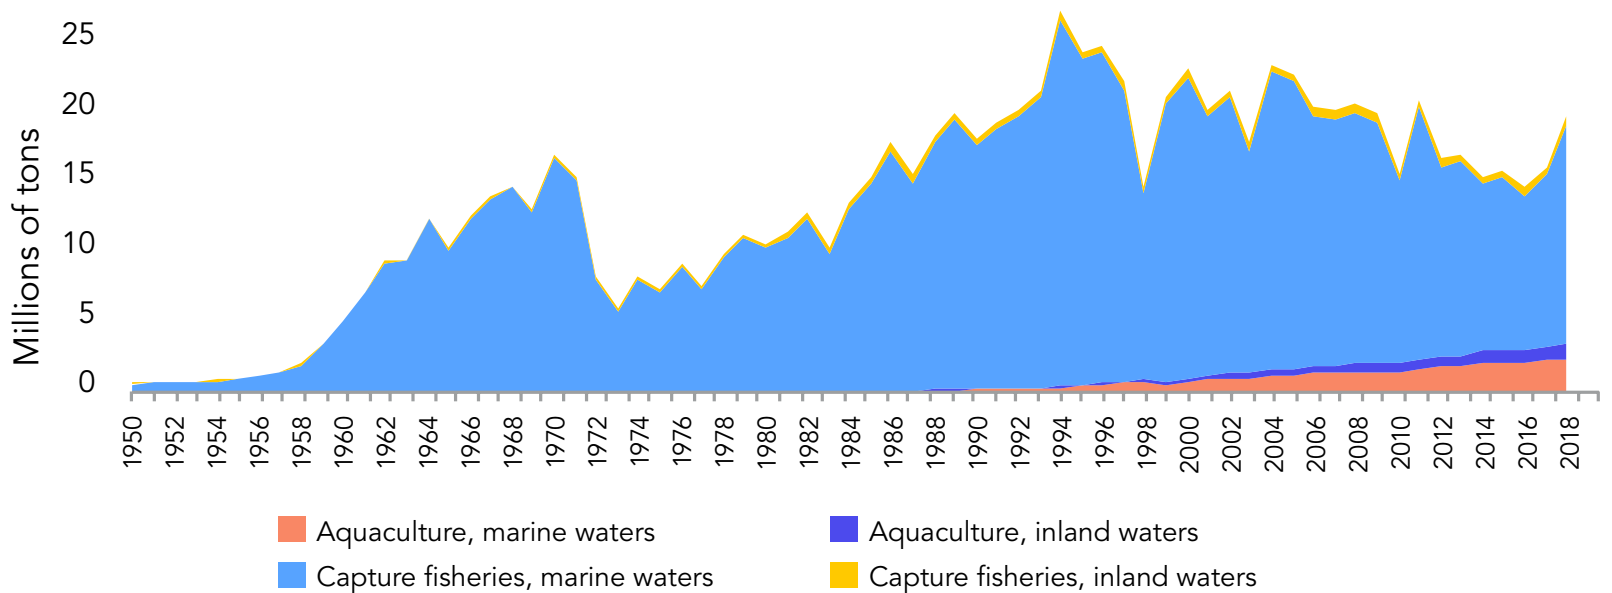 Millions of tons
25
20
15
10
5
0
1950 1952 1954 1956 1958 1960 1962 1964 1966 1968 1970 1972 1974 1976 1978 1980 1982 1984 1986 1988 1990 1992 1994 1996 1998 2000 2002 2004 2006 2008 2010 2012 2014 2016 2018
Aquaculture, marine waters Aquaculture, inland waters
Capture fisheries, marine waters Capture fisheries, inland waters